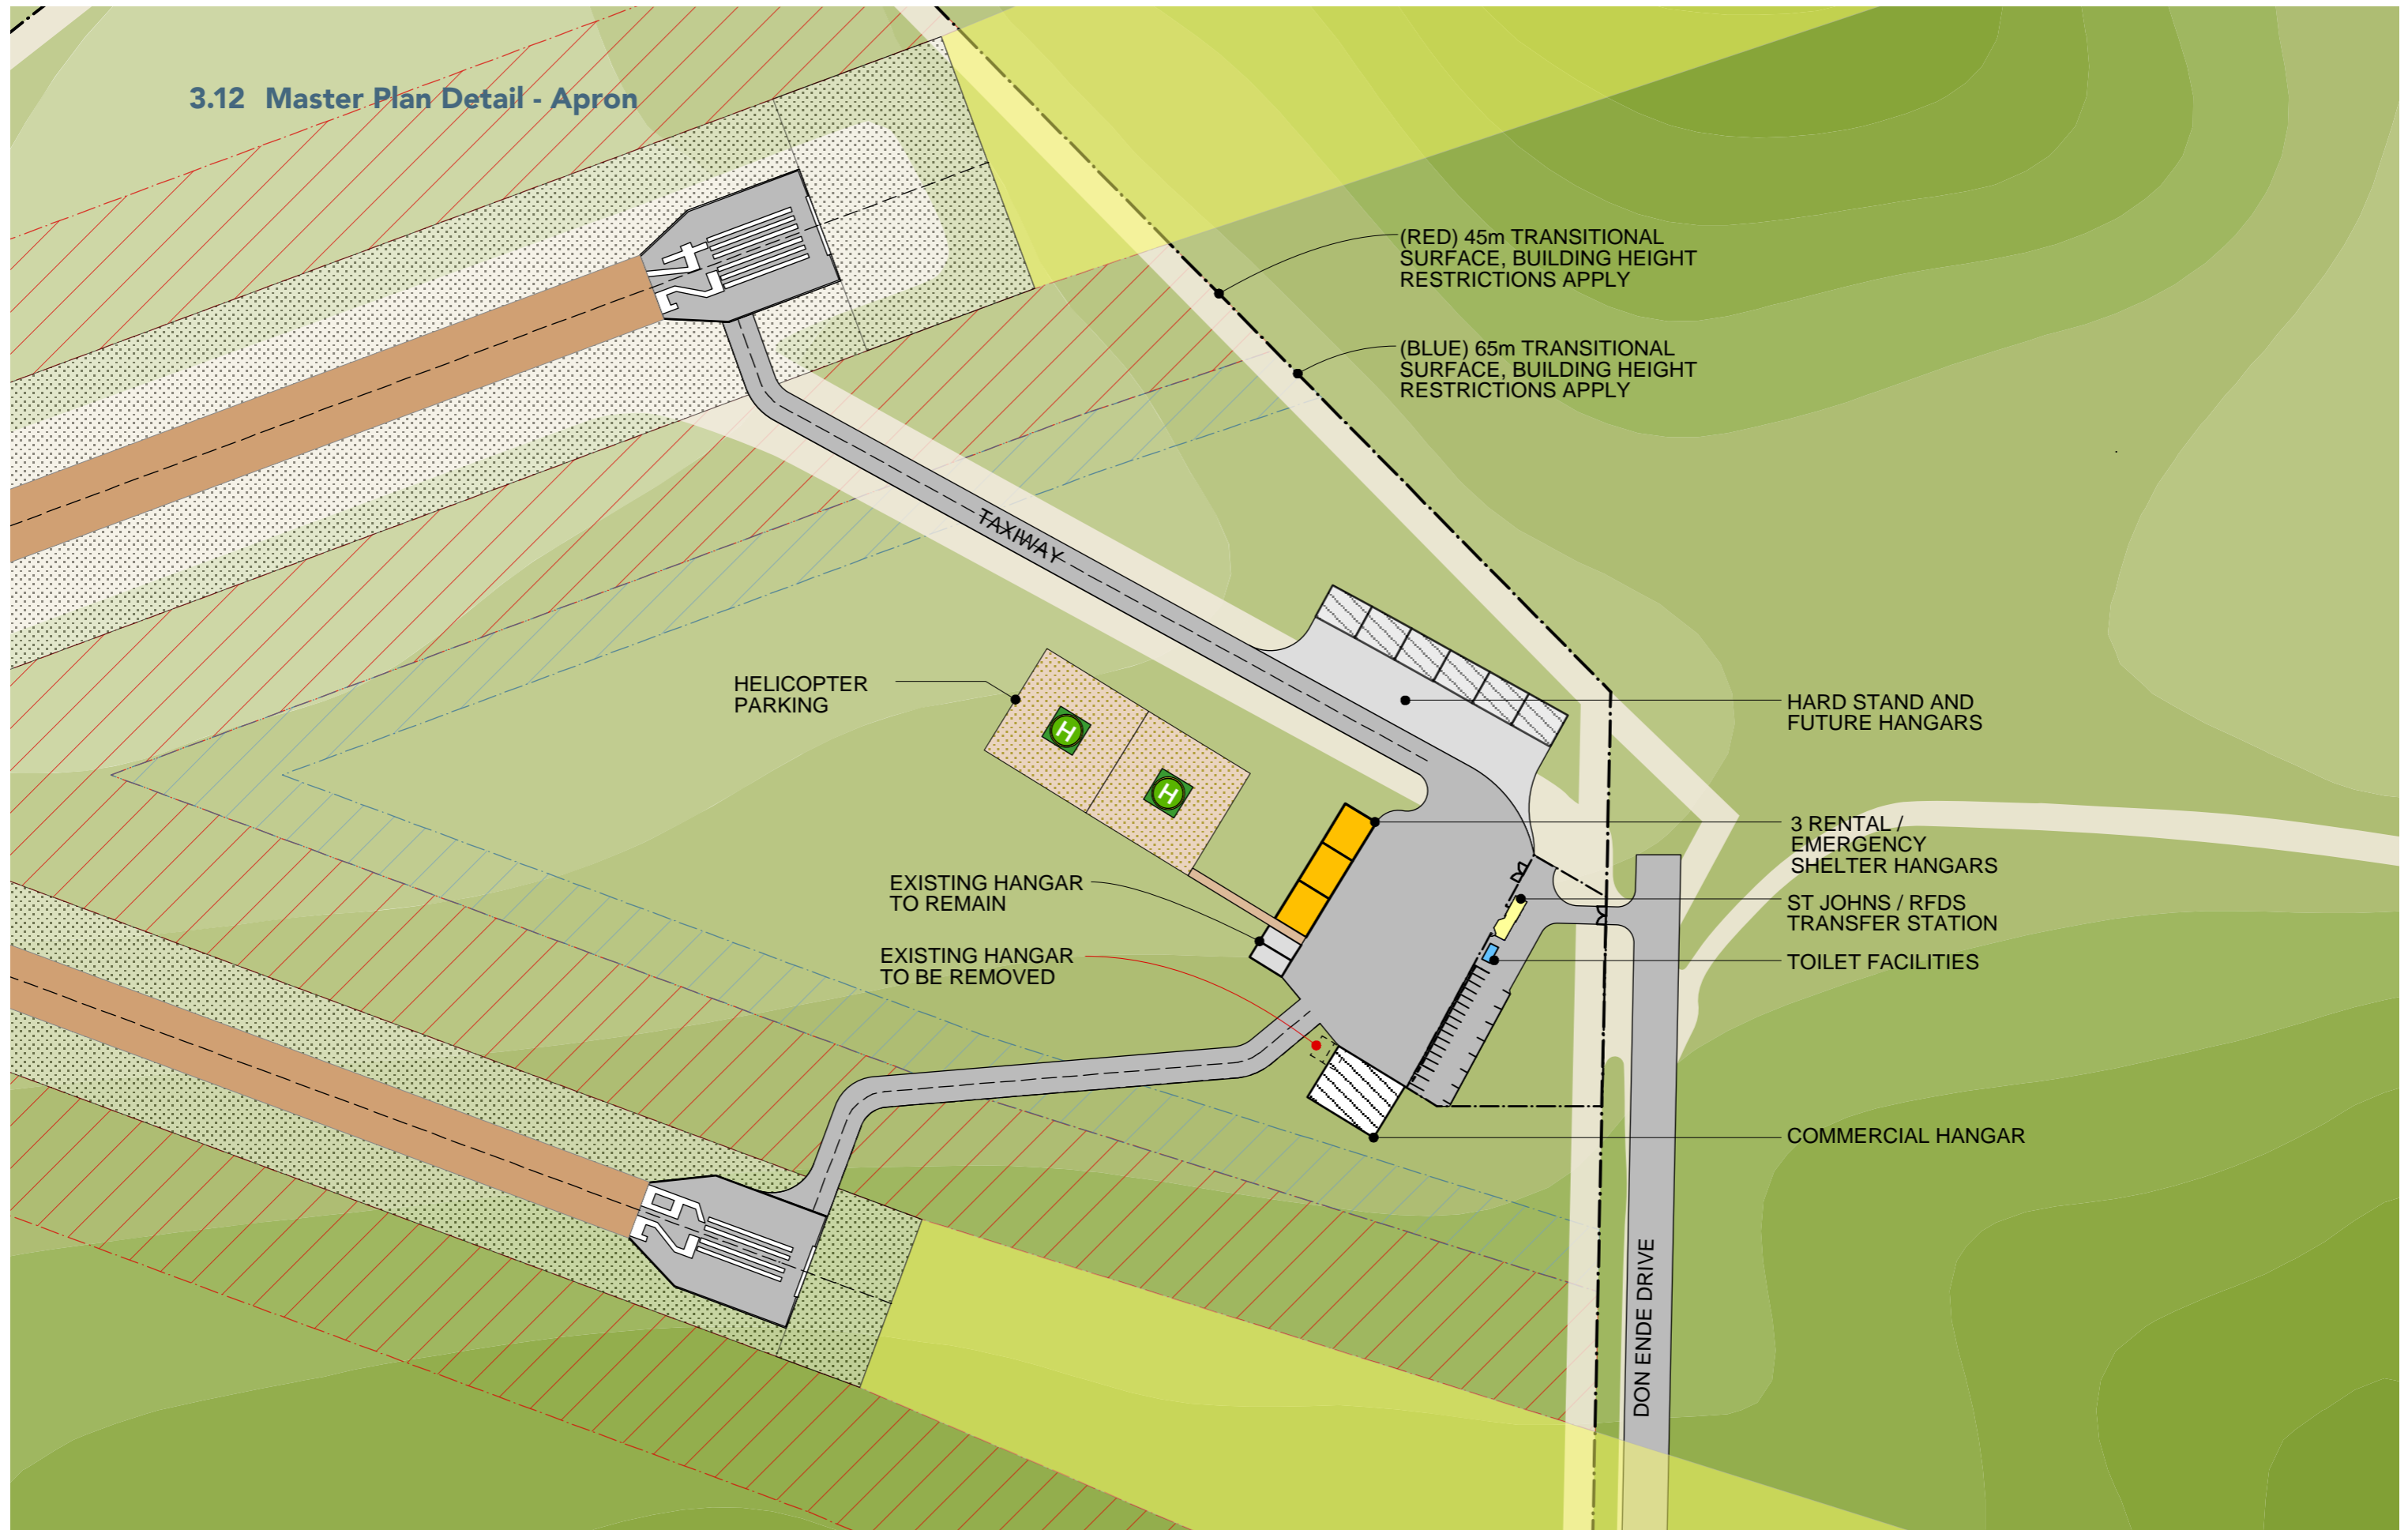 3.12 Master Plan Detail - Apron
24
(RED) 45m TRANSITIONAL
SURFACE, BUILDING HEIGHT
RESTRICTIONS APPLY
(BLUE) 65m TRANSITIONAL
SURFACE, BUILDING HEIGHT
RESTRICTIONS APPLY
TAXIWAY
HELICOPTER
PARKING
H
H
HARD STAND AND
FUTURE HANGARS
3 RENTAL /
EMERGENCY
SHELTER HANGARS
EXISTING HANGAR
TO REMAIN
ST JOHNS / RFDS
TRANSFER STATION
EXISTING HANGAR
TO BE REMOVED
TOILET FACILITIES
COMMERCIAL HANGAR
29
DON ENDE DRIVE